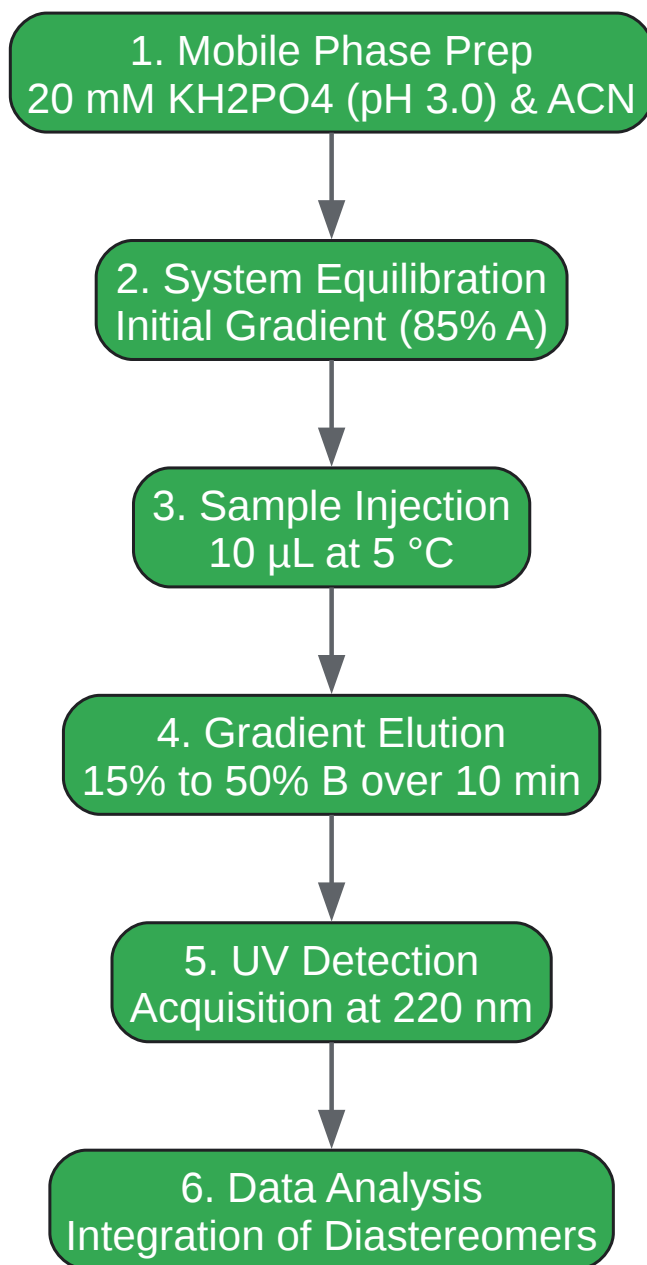 1. Mobile Phase Prep
20 mM KH2PO4 (pH 3.0) & ACN
2. System Equilibration
Initial Gradient (85% A)
3. Sample Injection
10 µL at 5 °C
4. Gradient Elution
15% to 50% B over 10 min
5. UV Detection
Acquisition at 220 nm
6. Data Analysis
Integration of Diastereomers